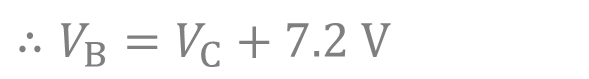 ∴ V_B = V_C + 7.2 V